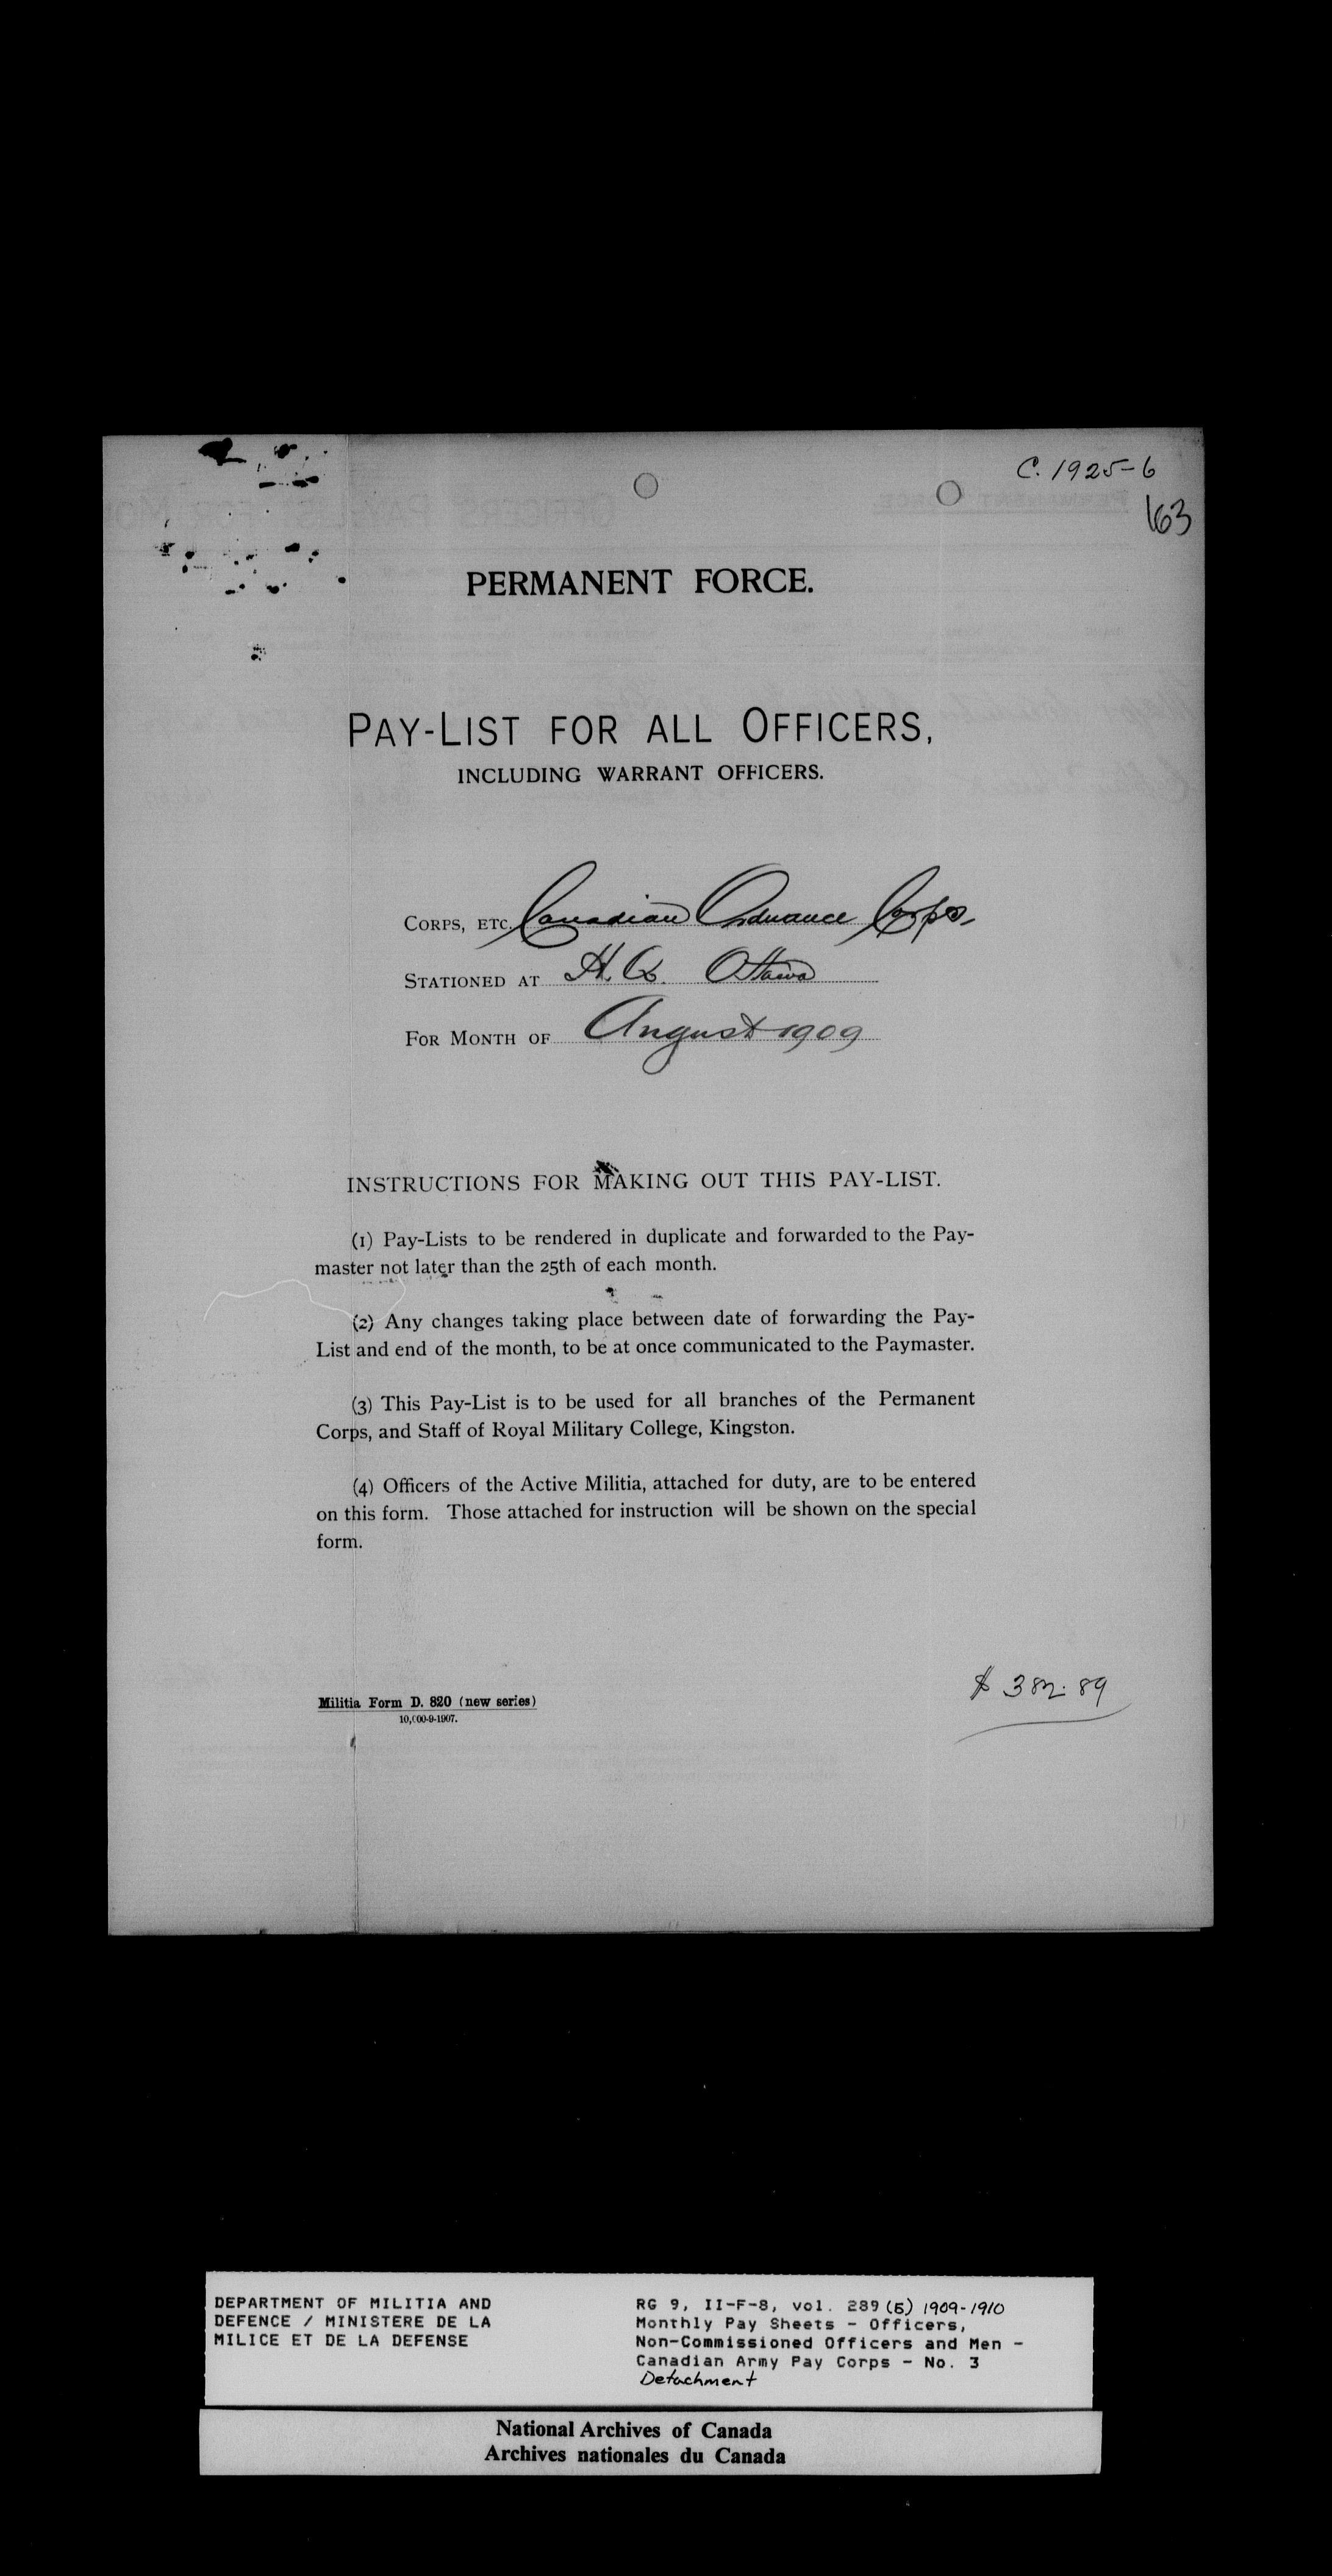 C. 1925-6
163
PERMANENT FORCE.
PAY-LIST FOR ALL OFFICERS,
INCLUDING WARRANT OFFICERS.
CORPS, ETC. Canadian Ordnance Corps.
STATIONED AT H.Q. Ottawa
FOR MONTH OF August 1909
INSTRUCTIONS FOR MAKING OUT THIS PAY-LIST.
(1) Pay-Lists to be rendered in duplicate and forwarded to the Pay-
master not later than the 25th of each month.
(2) Any changes taking place between date of forwarding the Pay-
List and end of the month, to be at once communicated to the Paymaster.
(3) This Pay-List is to be used for all branches of the Permanent
Corps, and Staff of Royal Military College, Kingston.
(4) Officers of the Active Militia, attached for duty, are to be entered
on this form. Those attached for instruction will be shown on the special
form.
$ 382.89
Militia Form D. 820 (new series)
10,000-9-1907.
DEPARTMENT OF MILITIA AND
DEFENCE / MINISTERE DE LA
MILICE ET DE LA DEFENSE
RG 9, II-F-8, vol. 289 (5) 1909-1910
Monthly Pay Sheets - Officers,
Non-Commissioned Officers and Men -
Canadian Army Pay Corps - No. 3
Detachment
National Archives of Canada
Archives nationales du Canada